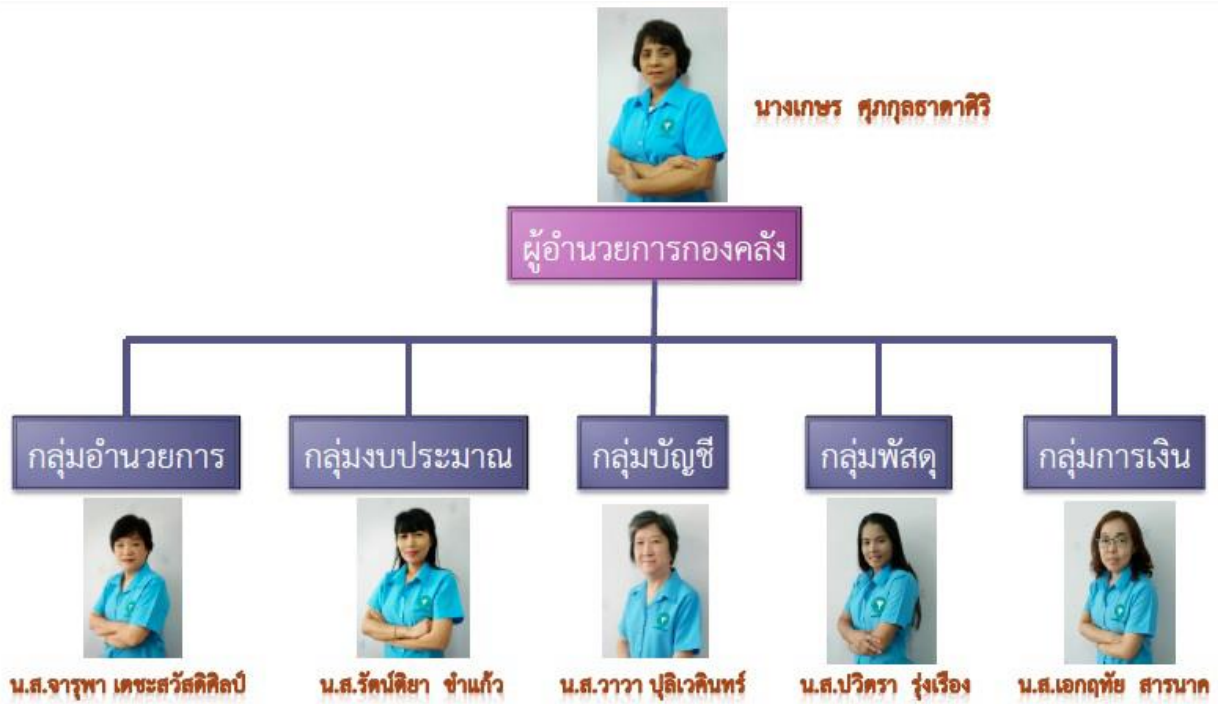 นางเกษร ศุภกุลธาดาศิริ
ผู้อำนวยการกองคลัง
กลุ่มอำนวยการ
กลุ่มงบประมาณ
กลุ่มบัญชี
กลุ่มพัสดุ
กลุ่มการเงิน
น.ส.จารุพา เตชะสวัสดิศิลป์
น.ส.รัตน์ติยา ขำแก้ว
น.ส.วาวา ปุลิเวคินทร์
น.ส.ปวิตรา รุ่งเรือง
น.ส.เอกฤทัย สารนาค